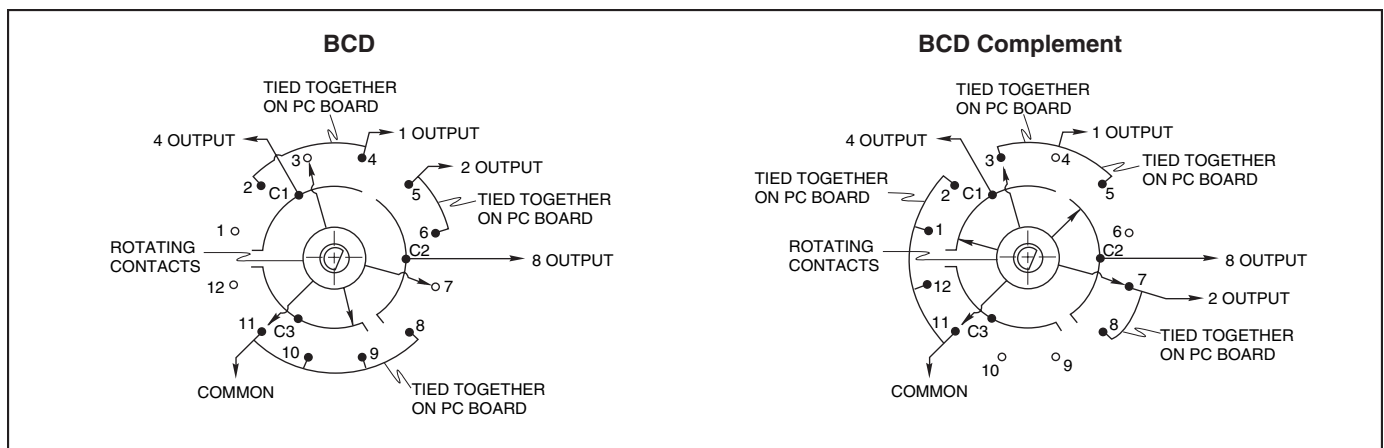 BCD
TIED TOGETHER
ON PC BOARD
4 OUTPUT
1 OUTPUT
3
4
2 OUTPUT
2
5
C1
TIED TOGETHER
ON PC BOARD
1
6
C2
ROTATING
CONTACTS
8 OUTPUT
12
7
11
C3
8
10
9
COMMON
TIED TOGETHER
ON PC BOARD
BCD Complement
TIED TOGETHER
ON PC BOARD
4 OUTPUT
1 OUTPUT
3
4
TIED TOGETHER
ON PC BOARD
TIED TOGETHER
ON PC BOARD
2
C1
5
1
6
C2
ROTATING
CONTACTS
8 OUTPUT
12
7
2 OUTPUT
11
C3
8
TIED TOGETHER
ON PC BOARD
10
9
COMMON